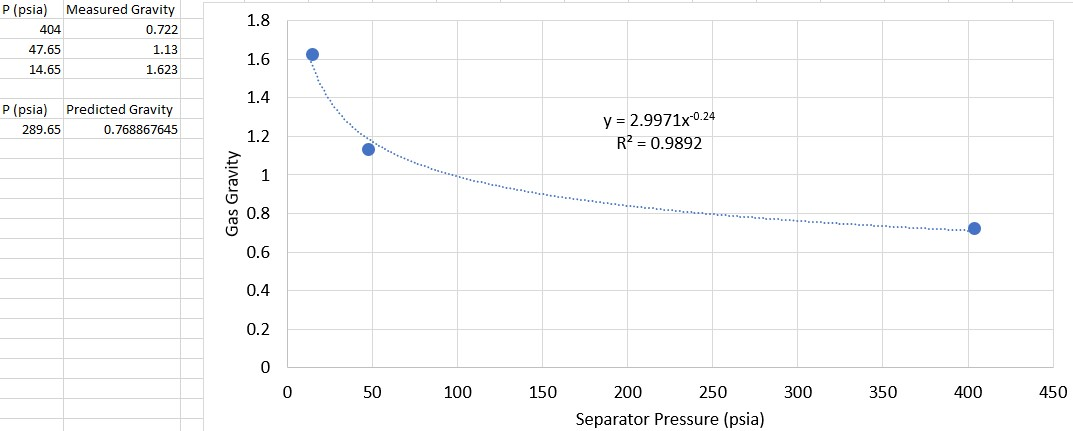 P (psia) Measured Gravity
404 0.722
47.65 1.13
14.65 1.623
P (psia) Predicted Gravity
289.65 0.768867645
1.8
1.6
1.4
1.2
1
0.8
0.6
0.4
0.2
0
Gas Gravity
y = 2.9971x⁻⁰·²⁴
R² = 0.9892
0 50 100 150 200 250 300 350 400 450
Separator Pressure (psia)